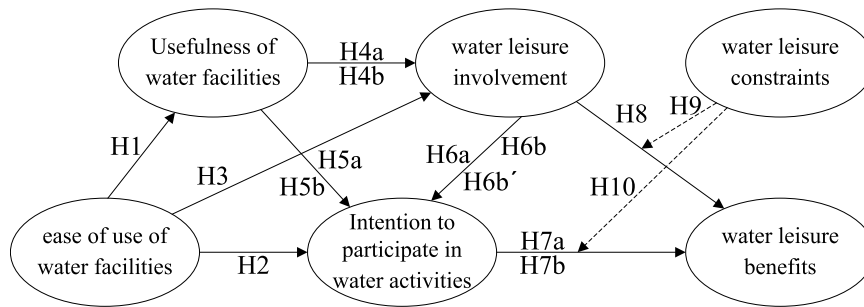 Usefulness of
water facilities
H4a
H4b
water leisure
involvement
water leisure
constraints
H1
H3
H5a
H5b
H6a
H6b
H6b´
H8
H9
H10
ease of use of
water facilities
H2
Intention to
participate in
water activities
H7a
H7b
water leisure
benefits